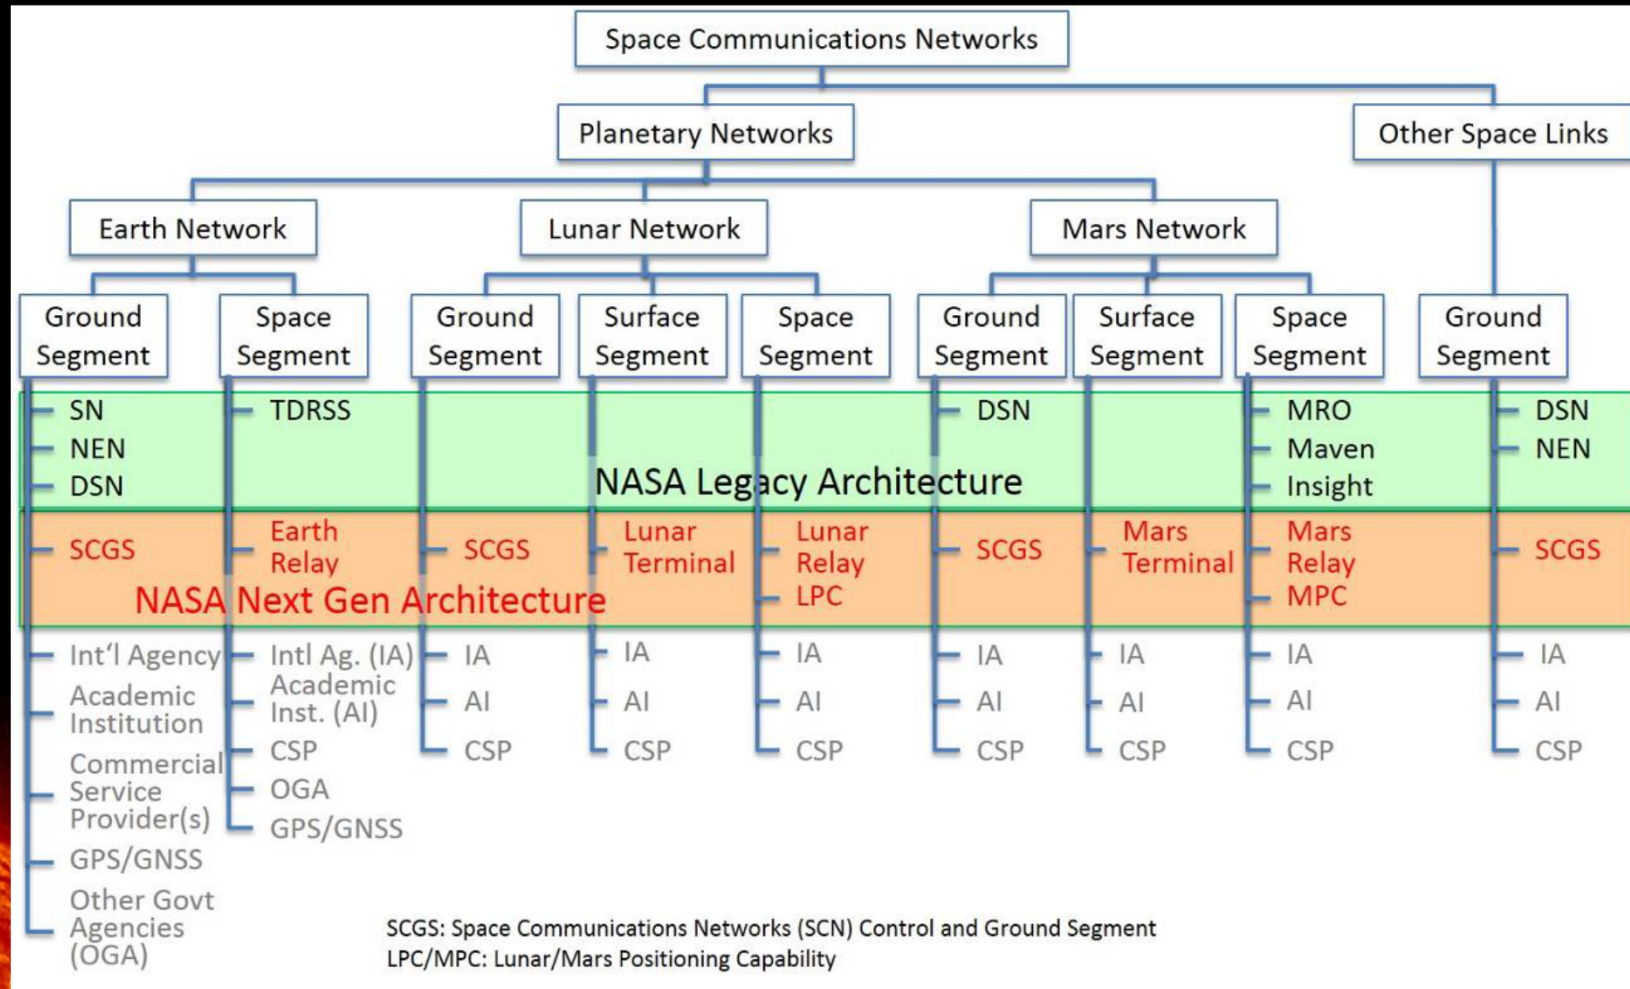 Space Communications Networks
Planetary Networks
Other Space Links
Earth Network
Lunar Network
Mars Network
Ground
Segment
Space
Segment
Ground
Segment
Surface
Segment
Space
Segment
Ground
Segment
Surface
Segment
Space
Segment
Ground
Segment
SN
NEN
DSN
TDRSS
DSN
MRO
Maven
Insight
DSN
NEN
NASA Legacy Architecture
SCGS
Earth
Relay
SCGS
Lunar
Terminal
Lunar
Relay
LPC
SCGS
Mars
Terminal
Mars
Relay
MPC
SCGS
NASA Next Gen Architecture
Int'l Agency
Academic
Institution
Commercial
Service
Provider(s)
GPS/GNSS
Other Govt
Agencies
(OGA)
Intl Ag. (IA)
Academic
Inst. (AI)
CSP
OGA
GPS/GNSS
IA
AI
CSP
IA
AI
CSP
IA
AI
CSP
IA
AI
CSP
IA
AI
CSP
IA
AI
CSP
IA
AI
CSP
SCGS: Space Communications Networks (SCN) Control and Ground Segment
LPC/MPC: Lunar/Mars Positioning Capability